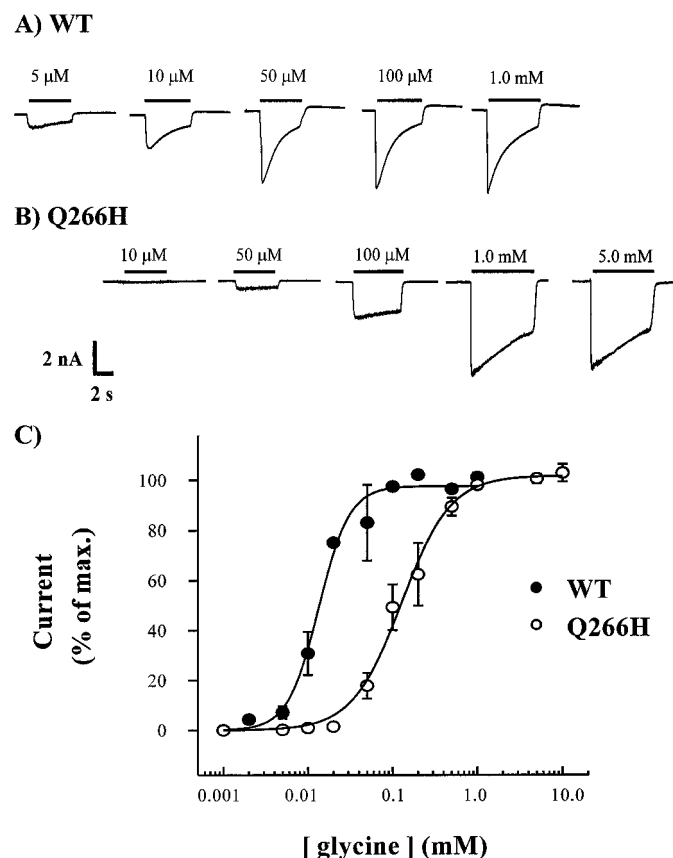 A) WT
5 μM 10 μM 50 μM 100 μM 1.0 mM
B) Q266H
10 μM 50 μM 100 μM 1.0 mM 5.0 mM
2 nA
2 s
C)
100
80
60
40
20
0
Current
(% of max.)
WT
Q266H
0.001 0.01 0.1 1.0 10.0
[ glycine ] (mM)